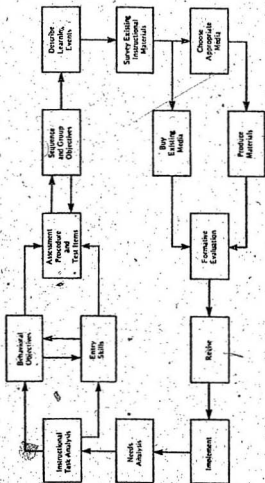 Needs
Analysis
Instructional
Task Analysis
Behavioral
Objectives
Entry
Skills
Assessment
Procedure
and
Test Items
Sequence
and Group
Objectives
Describe
Learning
Events
Survey Existing
Instructional
Materials
Buy
Existing
Media
Choose
Appropriate
Media
Produce
Materials
Formative
Evaluation
Revise
Implement